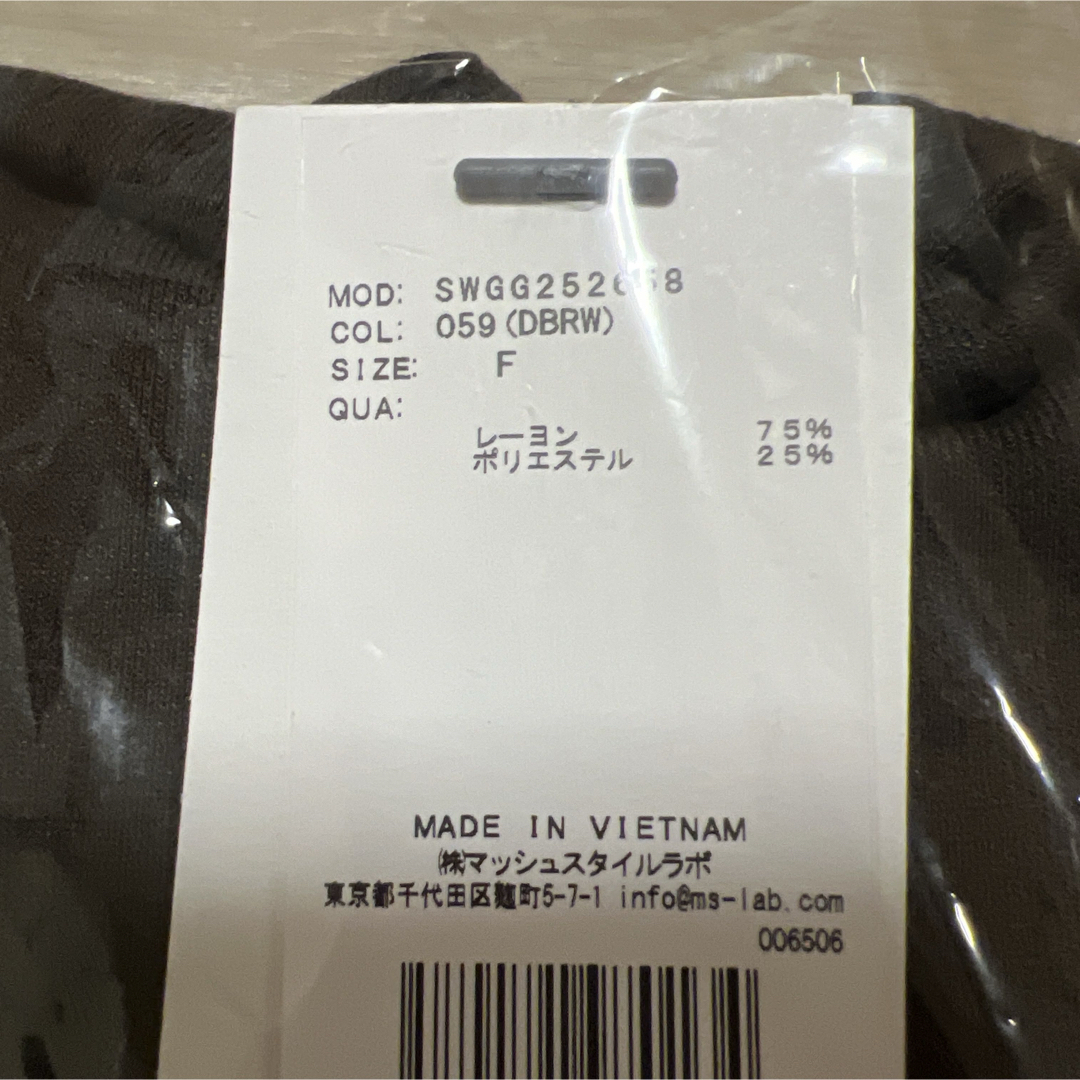 MOD: 
COL: 059(DBRW)
SIZE: F
QUA:
レーヨン 75%
ポリエステル 25%
MADE IN VIETNAM
㈱マッシュスタイルラボ
東京都千代田区麹町5-7-1 info@ms-lab.com
006506